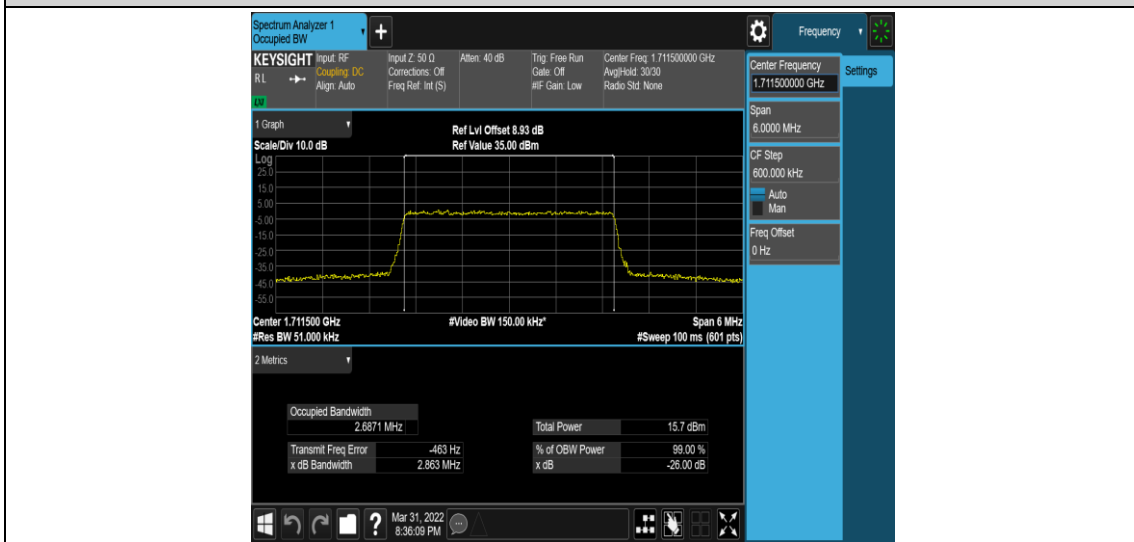 Spectrum Analyzer 1
Occupied BW
Frequency
KEYSIGHT
RL
LXI
Input: RF
Coupling: DC
Align: Auto
Input Z: 50 Ω
Corrections: Off
Freq Ref: Int (S)
Atten: 40 dB
Trig: Free Run
Gate: Off
#IF Gain: Low
Center Freq: 1.711500000 GHz
Avg|Hold: 30/30
Radio Std: None
Center Frequency
1.711500000 GHz
Settings
Span
6.0000 MHz
CF Step
600.000 kHz
Auto
Man
Freq Offset
0 Hz
1 Graph
Ref Lvl Offset 8.93 dB
Scale/Div 10.0 dB
Ref Value 35.00 dBm
Log
25.0
15.0
5.00
-5.00
-15.0
-25.0
-35.0
-45.0
-55.0
Center 1.711500 GHz
#Video BW 150.00 kHz*
Span 6 MHz
#Res BW 51.000 kHz
#Sweep 100 ms (601 pts)
2 Metrics
Occupied Bandwidth
2.6871 MHz
Total Power
15.7 dBm
Transmit Freq Error
-463 Hz
% of OBW Power
99.00 %
x dB Bandwidth
2.863 MHz
x dB
-26.00 dB
?
Mar 31, 2022
8:36:09 PM